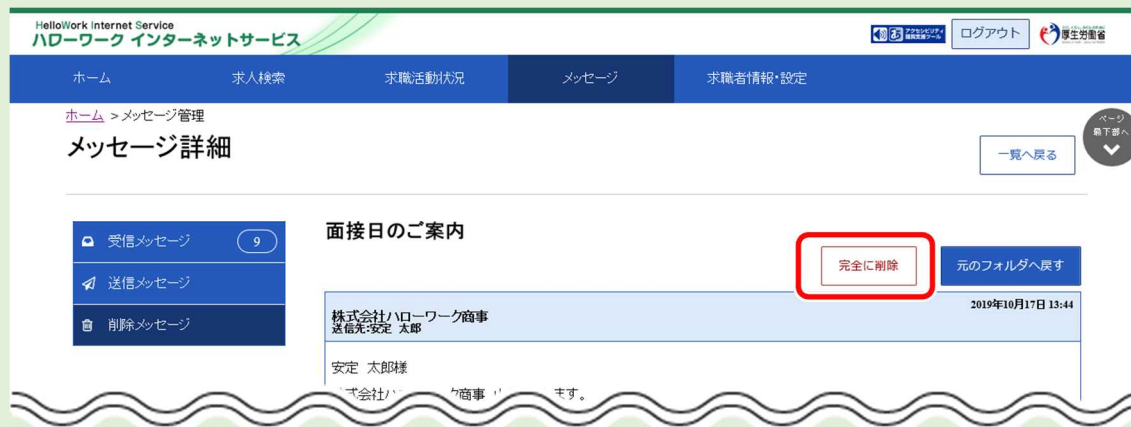 HelloWork Internet Service
ハローワーク インターネットサービス
アクセシビリティ
閲覧支援ツール
ログアウト
厚生労働省
ホーム 求人検索 求職活動状況 メッセージ 求職者情報・設定
ホーム >メッセージ管理
ページ
最下部へ
メッセージ詳細
一覧へ戻る
受信メッセージ 9
送信メッセージ
削除メッセージ
面接日のご案内
完全に削除
元のフォルダへ戻す
株式会社ハローワーク商事
送信先:安定 太郎
2019年10月17日 13:44
安定 太郎様